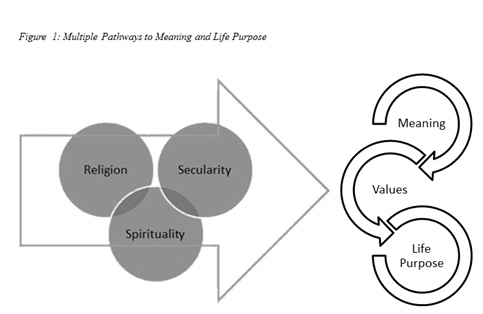 Figure 1: Multiple Pathways to Meaning and Life Purpose
Religion
Secularity
Spirituality
Meaning
Values
Life
Purpose